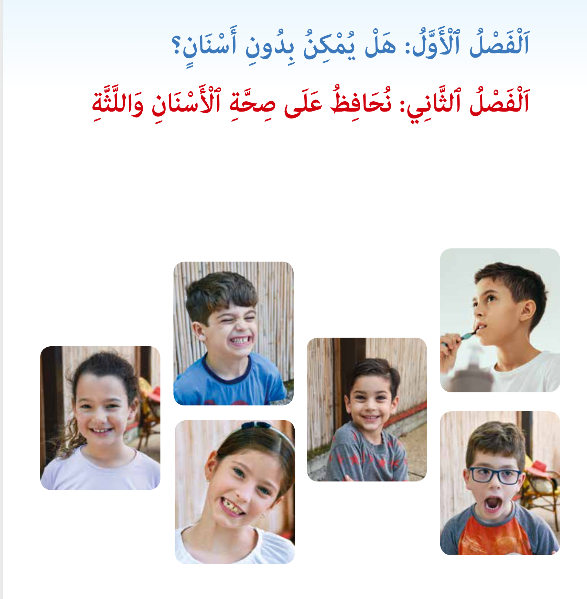 اَلْفَصْلُ ٱلْأَوَّلُ: هَلْ يُمْكِنُ بِدُونِ أَسْنَانٍ؟
اَلْفَصْلُ ٱلثَّانِي: نُحَافِظُ عَلَى صِحَّةِ ٱلْأَسْنَانِ وَاللَّثَّةِ